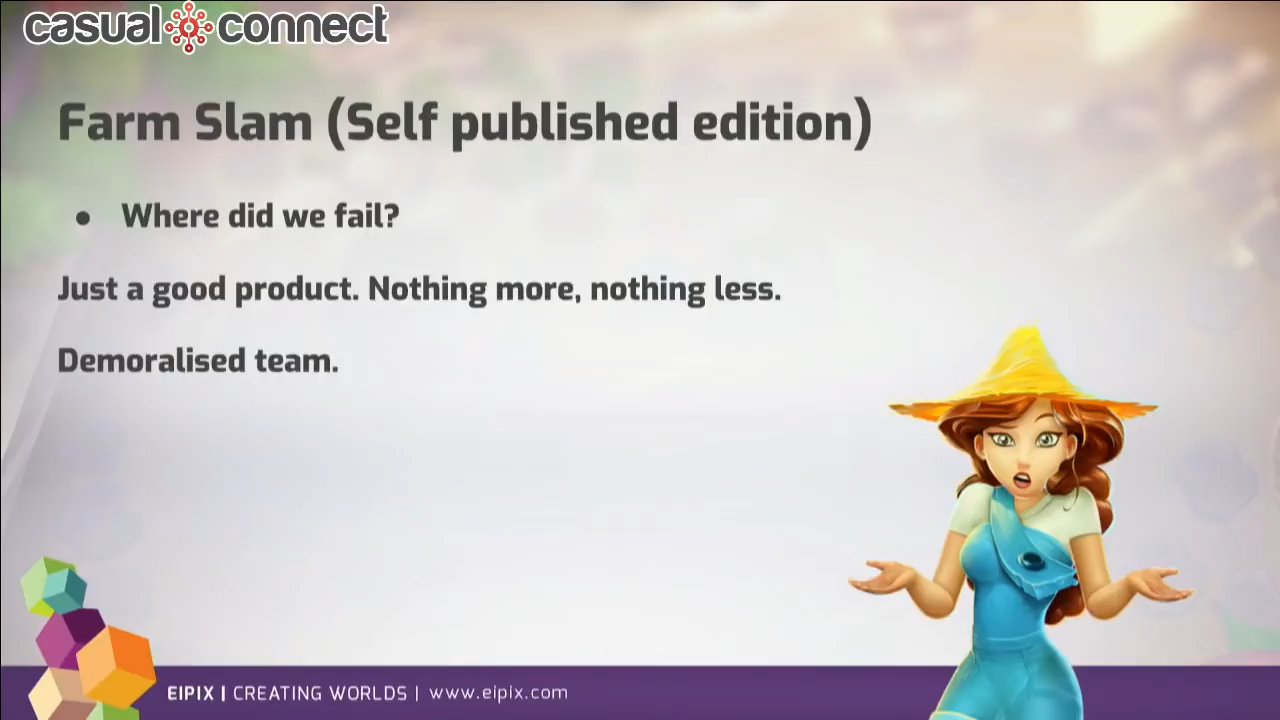 casual connect
Farm Slam (Self published edition)
● Where did we fail?
Just a good product. Nothing more, nothing less.
Demoralised team.
EIPIX | CREATING WORLDS | www.eipix.com